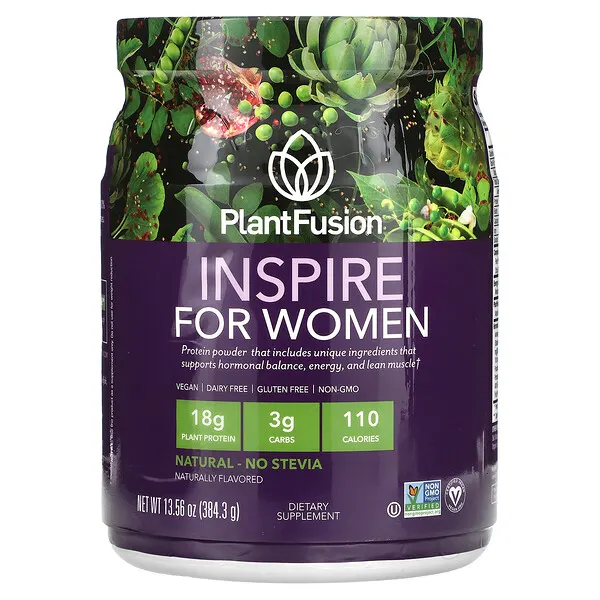 PlantFusion
INSPIRE
FOR WOMEN
Protein powder that includes unique ingredients that
supports hormonal balance, energy, and lean muscle†
VEGAN | DAIRY FREE | GLUTEN FREE | NON-GMO
18g
PLANT PROTEIN
3g
CARBS
110
CALORIES
NATURAL - NO STEVIA
NATURALLY FLAVORED
NET WT 13.56 oz (384.3 g)
DIETARY
SUPPLEMENT
U
NON
GMO
Project
VERIFIED
nongmoproject.org